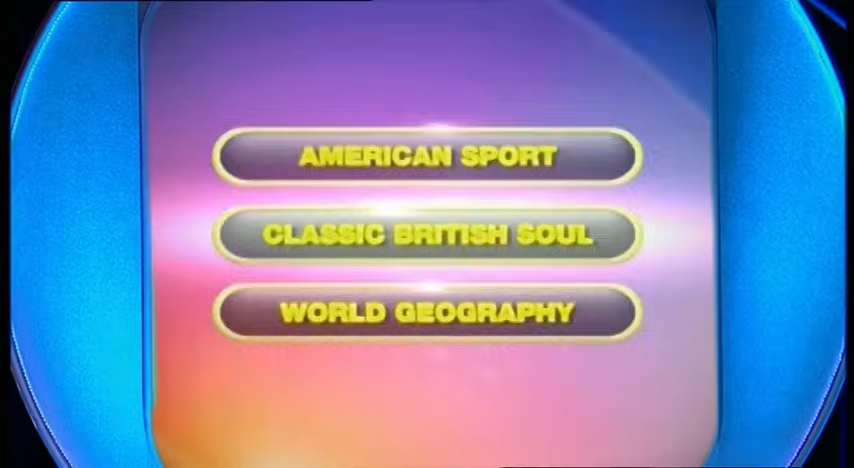 AMERICAN SPORT
CLASSIC BRITISH SOUL
WORLD GEOGRAPHY